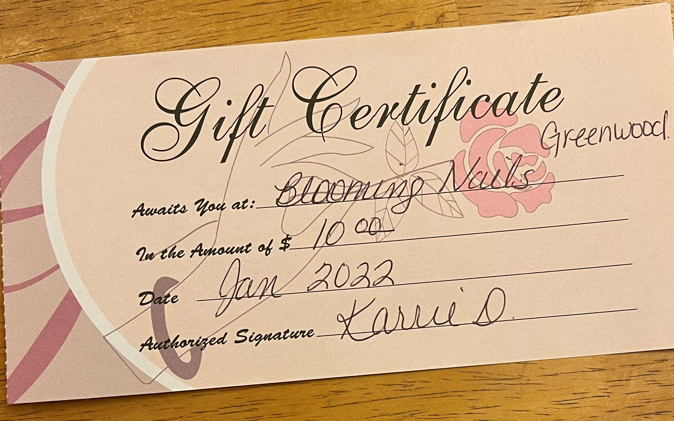 Gift Certificate
Greenwood.
Awaits You at: Blooming Nails
In the Amount of $ 10 00
Date Jan 2022
Authorized Signature Karrie D.